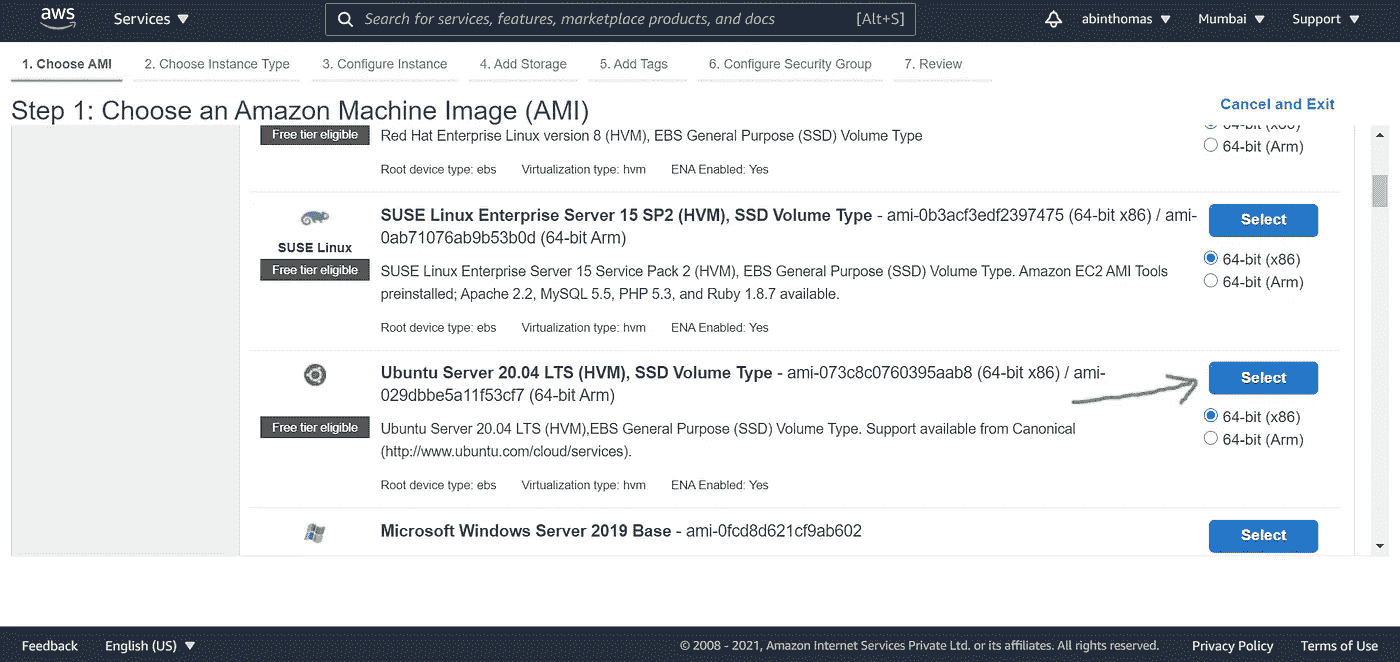 aws
Services
Search for services, features, marketplace products, and docs [Alt+S]
abinthomas
Mumbai
Support
1. Choose AMI 2. Choose Instance Type 3. Configure Instance 4. Add Storage 5. Add Tags 6. Configure Security Group 7. Review
Step 1: Choose an Amazon Machine Image (AMI)
Cancel and Exit
Free tier eligible
Red Hat Enterprise Linux version 8 (HVM), EBS General Purpose (SSD) Volume Type
64-bit (x86)
64-bit (Arm)
Root device type: ebs Virtualization type: hvm ENA Enabled: Yes
SUSE Linux
Free tier eligible
SUSE Linux Enterprise Server 15 SP2 (HVM), SSD Volume Type - ami-0b3acf3edf2397475 (64-bit x86) / ami-
0ab71076ab9b53b0d (64-bit Arm)
SUSE Linux Enterprise Server 15 Service Pack 2 (HVM), EBS General Purpose (SSD) Volume Type. Amazon EC2 AMI Tools
preinstalled; Apache 2.2, MySQL 5.5, PHP 5.3, and Ruby 1.8.7 available.
Root device type: ebs Virtualization type: hvm ENA Enabled: Yes
Select
64-bit (x86)
64-bit (Arm)
Free tier eligible
Ubuntu Server 20.04 LTS (HVM), SSD Volume Type - ami-073c8c0760395aab8 (64-bit x86) / ami-
029dbbe5a11f53cf7 (64-bit Arm)
Ubuntu Server 20.04 LTS (HVM),EBS General Purpose (SSD) Volume Type. Support available from Canonical
(http://www.ubuntu.com/cloud/services).
Root device type: ebs Virtualization type: hvm ENA Enabled: Yes
Select
64-bit (x86)
64-bit (Arm)
Microsoft Windows Server 2019 Base - ami-0fcd8d621cf9ab602
Select
Feedback
English (US)
© 2008 - 2021, Amazon Internet Services Private Ltd. or its affiliates. All rights reserved.
Privacy Policy
Terms of Use